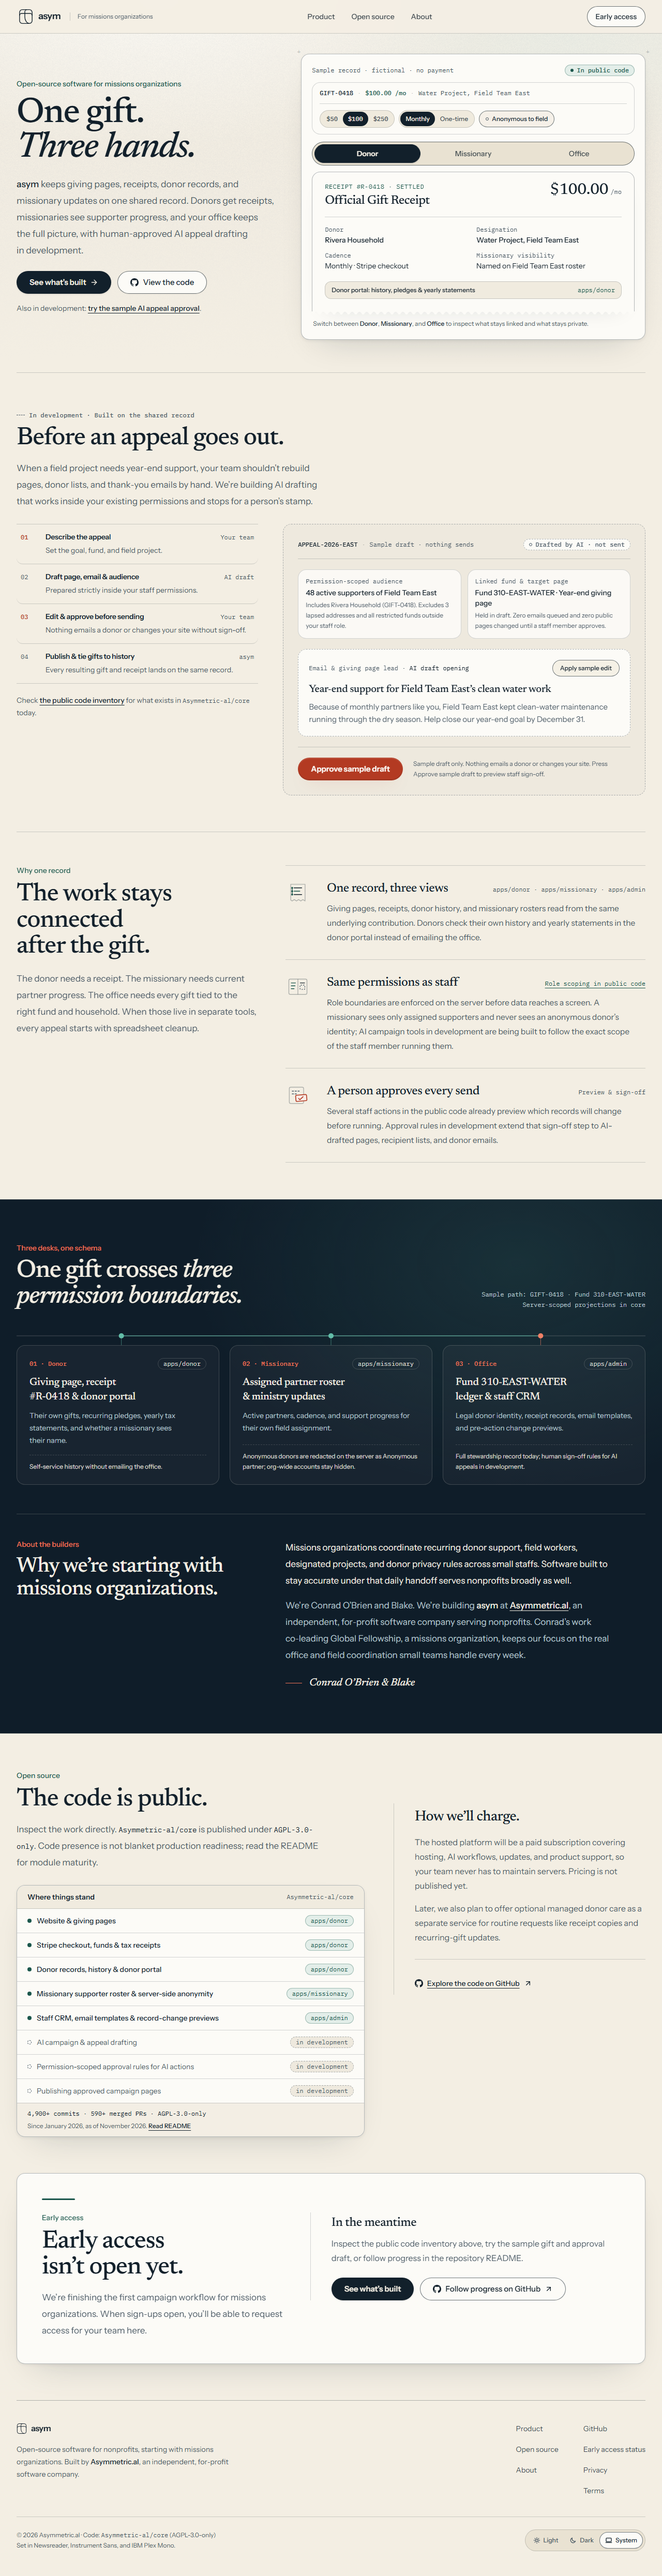 asym
For missions organizations
Product
Open source
About
Early access
Open-source software for missions organizations
One gift.
Three hands.
asym keeps giving pages, receipts, donor records, and
missionary updates on one shared record. Donors get receipts,
missionaries see supporter progress, and your office keeps
the full picture, with human-approved AI appeal drafting
in development.
See what's built →
View the code
Also in development: try the sample AI appeal approval.
Sample record · fictional · no payment
In public code
GIFT-0418 · $100.00 /mo · Water Project, Field Team East
$50 $100 $250
Monthly One-time
Anonymous to field
Donor
Missionary
Office
RECEIPT #R-0418 · SETTLED
Official Gift Receipt
$100.00 /mo
Donor
Rivera Household
Designation
Water Project, Field Team East
Cadence
Monthly · Stripe checkout
Missionary visibility
Named on Field Team East roster
Donor portal: history, pledges & yearly statements
apps/donor
Switch between Donor, Missionary, and Office to inspect what stays linked and what stays private.
In development · Built on the shared record
Before an appeal goes out.
When a field project needs year-end support, your team shouldn't rebuild
pages, donor lists, and thank-you emails by hand. We're building AI drafting
that works inside your existing permissions and stops for a person's stamp.
01 Describe the appeal Your team
Set the goal, fund, and field project.
02 Draft page, email & audience AI draft
Prepared strictly inside your staff permissions.
03 Edit & approve before sending Your team
Nothing emails a donor or changes your site without sign-off.
04 Publish & tie gifts to history asym
Every resulting gift and receipt lands on the same record.
Check the public code inventory for what exists in Asymmetric-al/core
today.
APPEAL-2026-EAST · Sample draft · nothing sends
Drafted by AI · not sent
Permission-scoped audience
48 active supporters of Field Team East
Includes Rivera Household (GIFT-0418). Excludes 3
lapsed addresses and all restricted funds outside
your staff role.
Linked fund & target page
Fund 310-EAST-WATER · Year-end giving
page
Held in draft. Zero emails queued and zero public
pages changed until a staff member approves.
Email & giving page lead · AI draft opening
Apply sample edit
Year-end support for Field Team East's clean water work
Because of monthly partners like you, Field Team East kept clean-water maintenance
running through the dry season. Help close our year-end goal by December 31.
Approve sample draft
Sample draft only. Nothing emails a donor or changes your site. Press
Approve sample draft to preview staff sign-off.
Why one record
The work stays
connected
after the gift.
The donor needs a receipt. The missionary needs current
partner progress. The office needs every gift tied to the
right fund and household. When those live in separate tools,
every appeal starts with spreadsheet cleanup.
One record, three views
apps/donor · apps/missionary · apps/admin
Giving pages, receipts, donor history, and missionary rosters read from the same
underlying contribution. Donors check their own history and yearly statements in the
donor portal instead of emailing the office.
Same permissions as staff
Role scoping in public code
Role boundaries are enforced on the server before data reaches a screen. A
missionary sees only assigned supporters and never sees an anonymous donor's
identity; AI campaign tools in development are being built to follow the exact scope
of the staff member running them.
A person approves every send
Preview & sign-off
Several staff actions in the public code already preview which records will change
before running. Approval rules in development extend that sign-off step to AI-
drafted pages, recipient lists, and donor emails.
Three desks, one schema
One gift crosses three
permission boundaries.
Sample path: GIFT-0418 · Fund 310-EAST-WATER
Server-scoped projections in core
01 · Donor
apps/donor
Giving page, receipt
#R-0418 & donor portal
Their own gifts, recurring pledges, yearly tax
statements, and whether a missionary sees
their name.
Self-service history without emailing the office.
02 · Missionary
apps/missionary
Assigned partner roster
& ministry updates
Active partners, cadence, and support progress for
their own field assignment.
Anonymous donors are redacted on the server as Anonymous
partner; org-wide accounts stay hidden.
03 · Office
apps/admin
Fund 310-EAST-WATER
ledger & staff CRM
Legal donor identity, receipt records, email templates,
and pre-action change previews.
Full stewardship record today; human sign-off rules for AI
appeals in development.
About the builders
Why we're starting with
missions organizations.
Missions organizations coordinate recurring donor support, field workers,
designated projects, and donor privacy rules across small staffs. Software built to
stay accurate under that daily handoff serves nonprofits broadly as well.
We're Conrad O'Brien and Blake. We're building asym at Asymmetric.al, an
independent, for-profit software company serving nonprofits. Conrad's work
co-leading Global Fellowship, a missions organization, keeps our focus on the real
office and field coordination small teams handle every week.
Conrad O'Brien & Blake
Open source
The code is public.
Inspect the work directly. Asymmetric-al/core is published under AGPL-3.0-
only. Code presence is not blanket production readiness; read the README
for module maturity.
Where things stand
Asymmetric-al/core
Website & giving pages apps/donor
Stripe checkout, funds & tax receipts apps/donor
Donor records, history & donor portal apps/donor
Missionary supporter roster & server-side anonymity apps/missionary
Staff CRM, email templates & record-change previews apps/admin
AI campaign & appeal drafting in development
Permission-scoped approval rules for AI actions in development
Publishing approved campaign pages in development
4,900+ commits · 590+ merged PRs · AGPL-3.0-only
Since January 2026, as of November 2026. Read README
How we'll charge.
The hosted platform will be a paid subscription covering
hosting, AI workflows, updates, and product support, so
your team never has to maintain servers. Pricing is not
published yet.
Later, we also plan to offer optional managed donor care as a
separate service for routine requests like receipt copies and
recurring-gift updates.
Explore the code on GitHub ↗
Early access
Early access
isn't open yet.
We're finishing the first campaign workflow for missions
organizations. When sign-ups open, you'll be able to request
access for your team here.
In the meantime
Inspect the public code inventory above, try the sample gift and approval
draft, or follow progress in the repository README.
See what's built
Follow progress on GitHub ↗
asym
Open-source software for nonprofits, starting with missions
organizations. Built by Asymmetric.al, an independent, for-profit
software company.
Product
Open source
About
GitHub
Early access status
Privacy
Terms
© 2026 Asymmetric.al · Code: Asymmetric-al/core (AGPL-3.0-only)
Set in Newsreader, Instrument Sans, and IBM Plex Mono.
Light
Dark
System